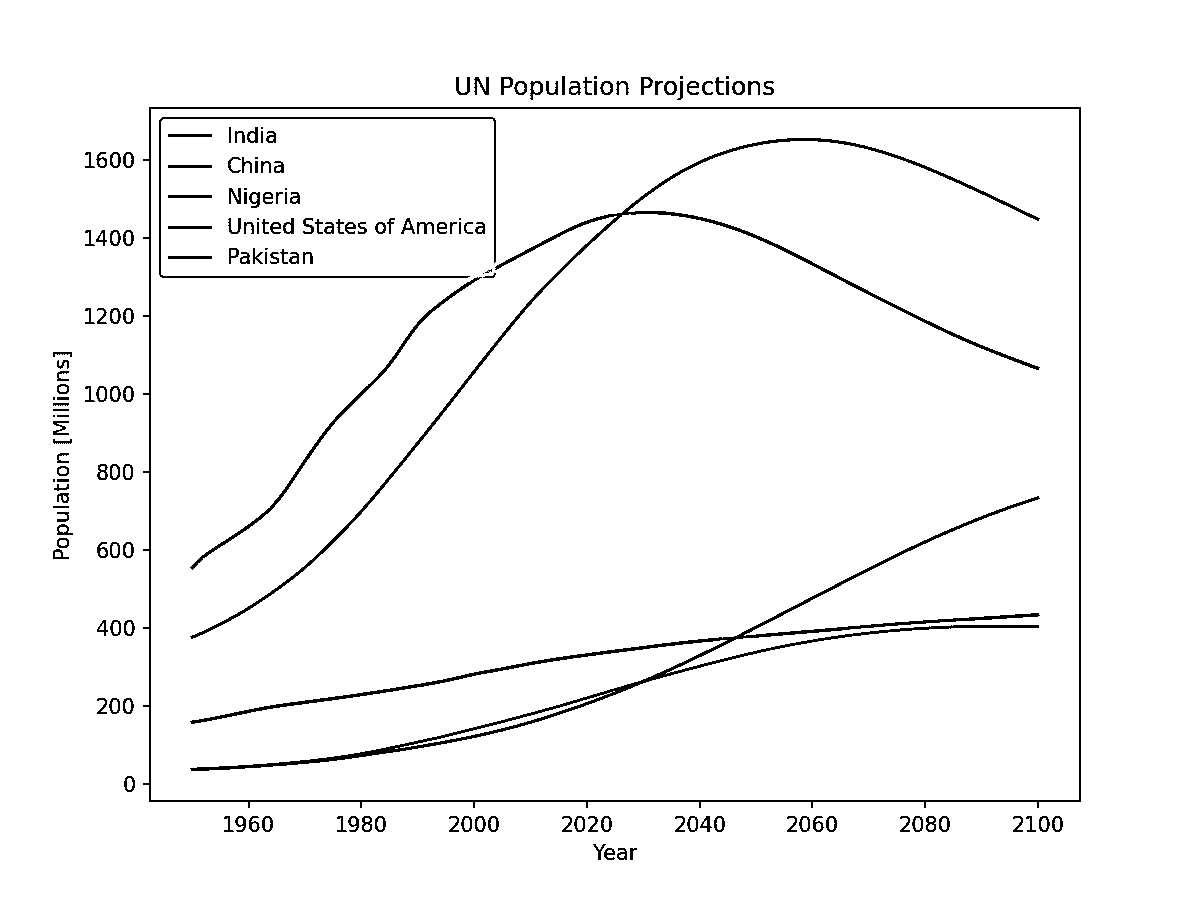 UN Population Projections
India
China
Nigeria
United States of America
Pakistan
Population [Millions]
1600
1400
1200
1000
800
600
400
200
0
1960 1980 2000 2020 2040 2060 2080 2100
Year